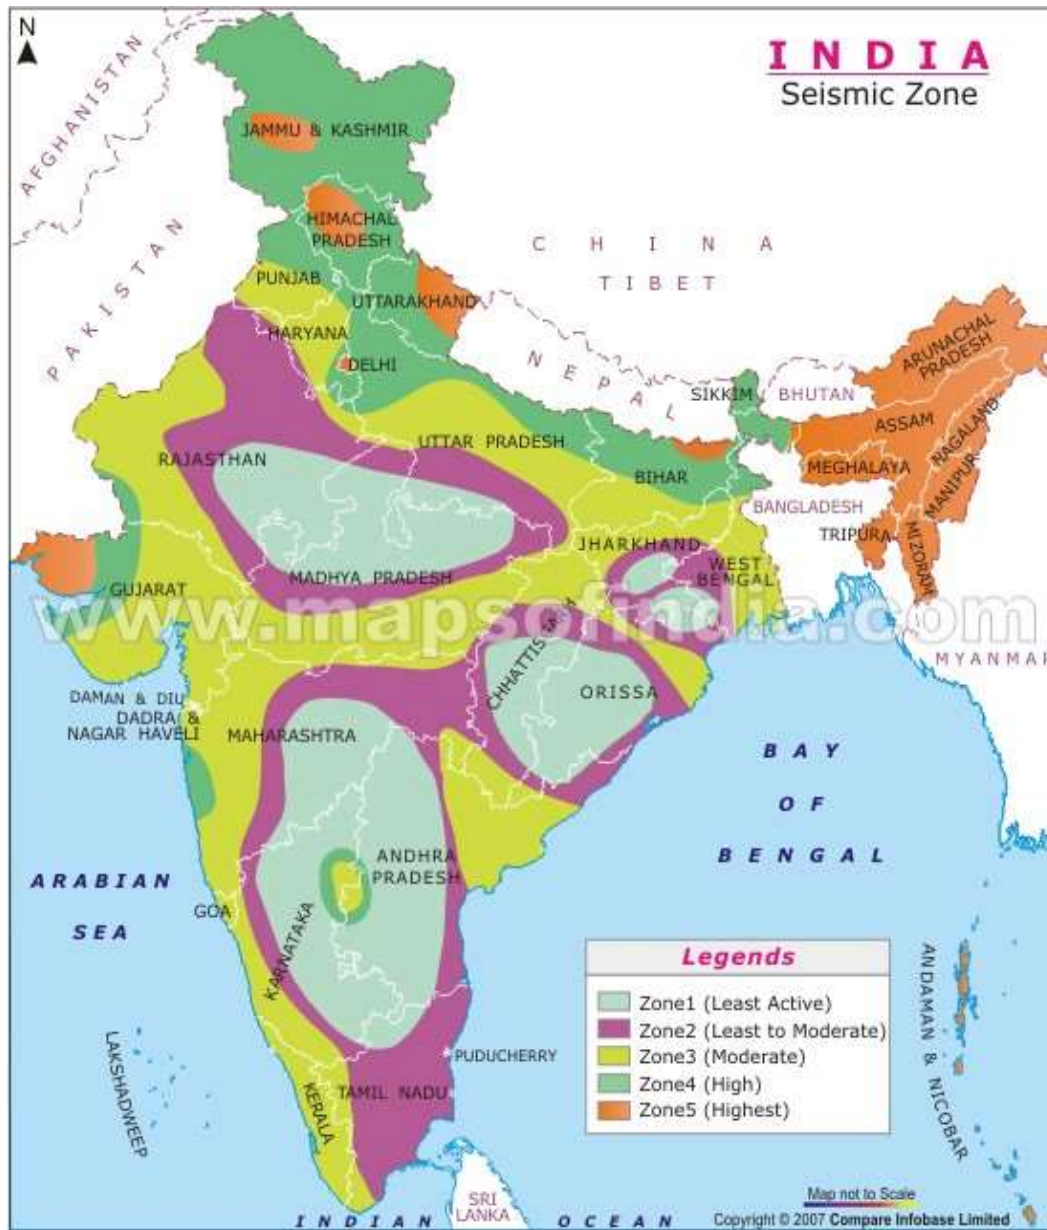 N
INDIA
Seismic Zone
AFGHANISTAN
PAKISTAN
JAMMU & KASHMIR
HIMACHAL
PRADESH
CHINA
TIBET
PUNJAB
UTTARAKHAND
HARYANA
DELHI
NEPAL
SIKKIM
BHUTAN
ARUNACHAL
PRADESH
ASSAM
NAGALAND
MEGHALAYA
MANIPUR
RAJASTHAN
UTTAR PRADESH
BIHAR
BANGLADESH
TRIPURA
MIZORAM
JHARKHAND
WEST
BENGAL
MADHYA PRADESH
GUJARAT
www.mapsofindia.com
CHHATTISGARH
MYANMAR
ORISSA
DAMAN & DIU
DADRA &
NAGAR HAVELI
MAHARASHTRA
BAY
OF
BENGAL
ANDHRA
PRADESH
ARABIAN
SEA
GOA
KARNATAKA
Legends
Zone1 (Least Active)
Zone2 (Least to Moderate)
Zone3 (Moderate)
Zone4 (High)
Zone5 (Highest)
ANDAMAN & NICOBAR
LAKSHADWEEP
PUDUCHERRY
TAMIL NADU
KERALA
SRI
LANKA
INDIAN OCEAN
Map not to Scale
Copyright © 2007 Compare Infobase Limited